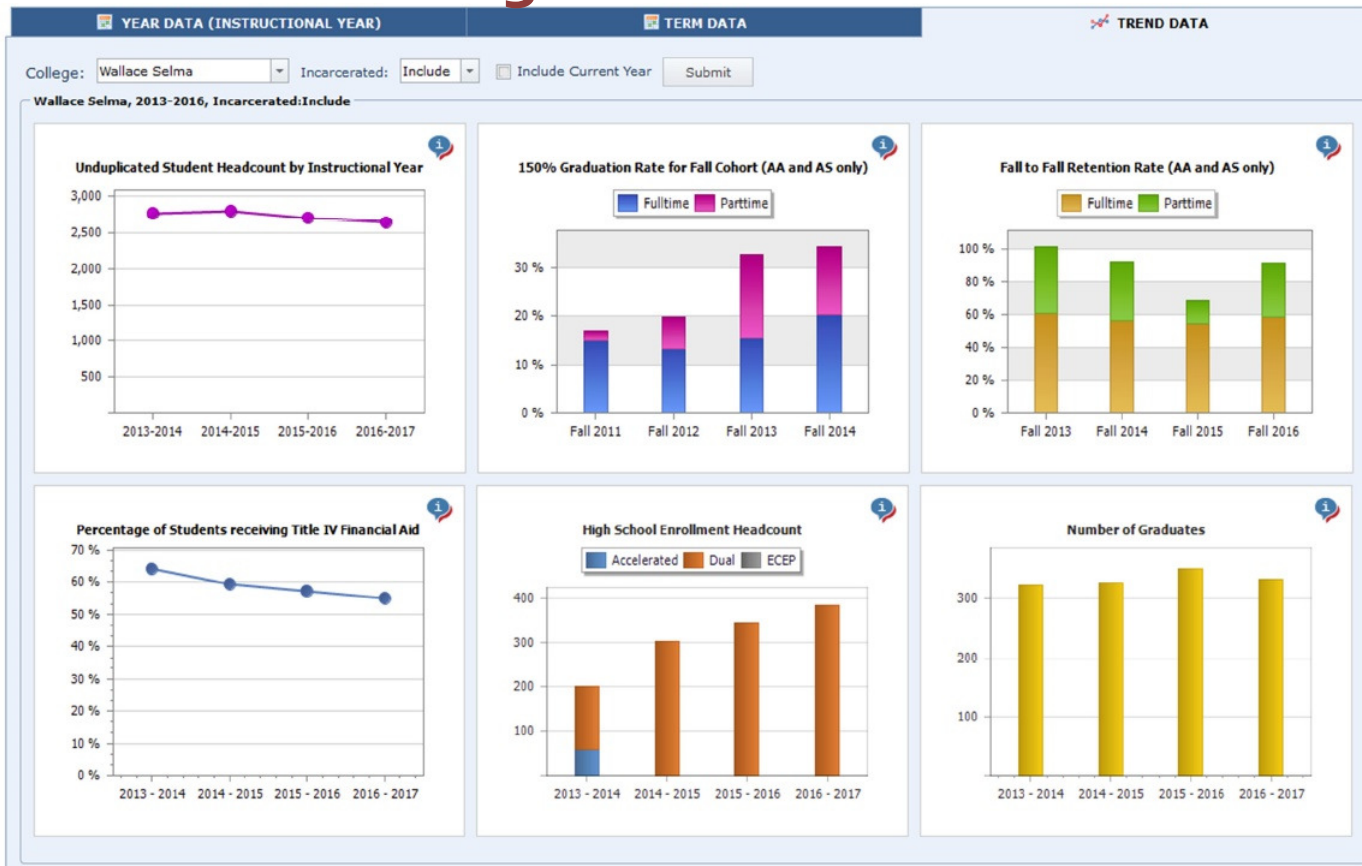 YEAR DATA (INSTRUCTIONAL YEAR) TERM DATA TREND DATA
College: Wallace Selma Incarcerated: Include Include Current Year Submit
Wallace Selma, 2013-2016, Incarcerated:Include
Unduplicated Student Headcount by Instructional Year
3,000
2,500
2,000
1,500
1,000
500
2013-2014 2014-2015 2015-2016 2016-2017
150% Graduation Rate for Fall Cohort (AA and AS only)
Fulltime Parttime
30 %
20 %
10 %
0 %
Fall 2011 Fall 2012 Fall 2013 Fall 2014
Fall to Fall Retention Rate (AA and AS only)
Fulltime Parttime
100 %
80 %
60 %
40 %
20 %
0 %
Fall 2013 Fall 2014 Fall 2015 Fall 2016
Percentage of Students receiving Title IV Financial Aid
70 %
60 %
50 %
40 %
30 %
20 %
10 %
0 %
2013 - 2014 2014 - 2015 2015 - 2016 2016 - 2017
High School Enrollment Headcount
Accelerated Dual ECEP
400
300
200
100
2013 - 2014 2014 - 2015 2015 - 2016 2016 - 2017
Number of Graduates
300
200
100
2013 - 2014 2014 - 2015 2015 - 2016 2016 - 2017